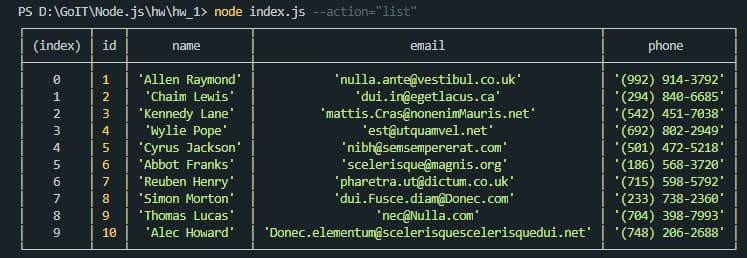 PS D:\GoIT\Node.js\hw\hw_1> node index.js --action="list"
(index) id name email phone
0 1 'Allen Raymond' 'nulla.ante@vestibul.co.uk' '(992) 914-3792'
1 2 'Chaim Lewis' 'dui.in@egetlacus.ca' '(294) 840-6685'
2 3 'Kennedy Lane' 'mattis.Cras@nonenimMauris.net' '(542) 451-7038'
3 4 'Wylie Pope' 'est@utquamvel.net' '(692) 802-2949'
4 5 'Cyrus Jackson' 'nibh@semsempererat.com' '(501) 472-5218'
5 6 'Abbot Franks' 'scelerisque@magnis.org' '(186) 568-3720'
6 7 'Reuben Henry' 'pharetra.ut@dictum.co.uk' '(715) 598-5792'
7 8 'Simon Morton' 'dui.Fusce.diam@Donec.com' '(233) 738-2360'
8 9 'Thomas Lucas' 'nec@Nulla.com' '(704) 398-7993'
9 10 'Alec Howard' 'Donec.elementum@scelerisquescelerisquedui.net' '(748) 206-2688'